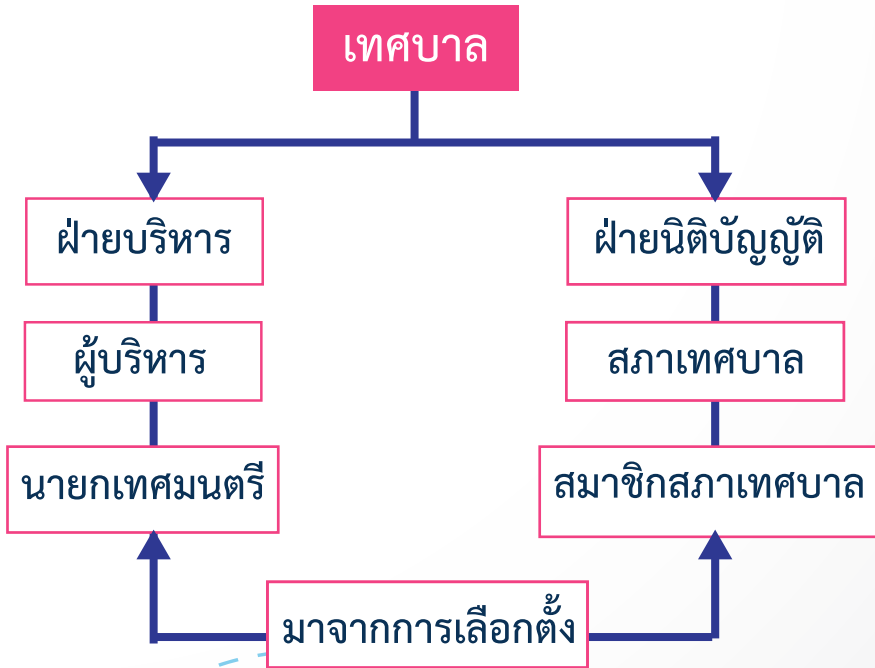 เทศบาล
ฝ่ายบริหาร
ฝ่ายนิติบัญญัติ
ผู้บริหาร
สภาเทศบาล
นายกเทศมนตรี
สมาชิกสภาเทศบาล
มาจากการเลือกตั้ง